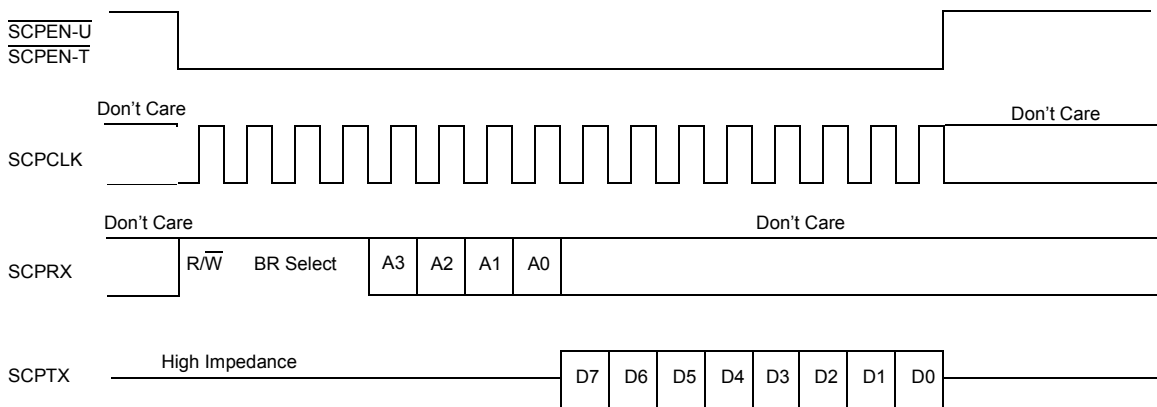 SCPEN-U
SCPEN-T
Don't Care
Don't Care
SCPCLK
Don't Care
Don't Care
SCPRX
R/W BR Select A3 A2 A1 A0
High Impedance
SCPTX
D7 D6 D5 D4 D3 D2 D1 D0